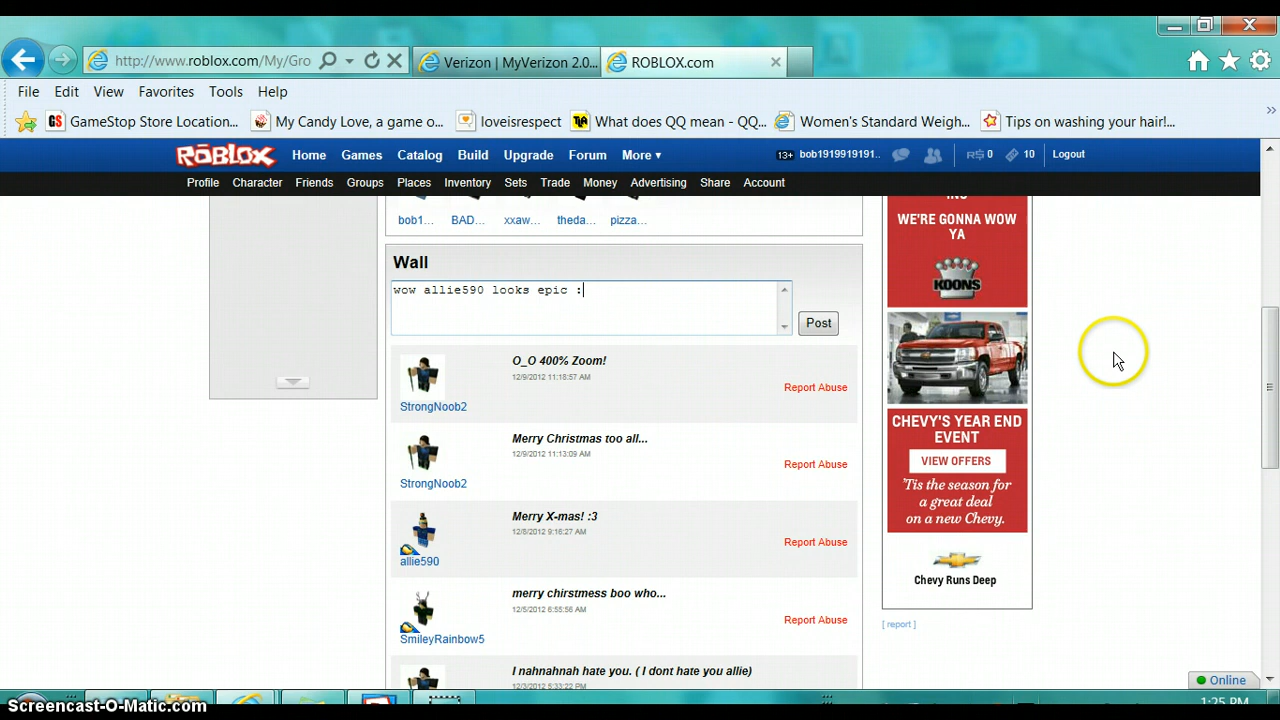 http://www.roblox.com/My/Gro
Verizon | MyVerizon 2.0...
ROBLOX.com
File Edit View Favorites Tools Help
GS GameStop Store Location...
My Candy Love, a game o...
loveisrespect
What does QQ mean - QQ...
Women's Standard Weigh...
Tips on washing your hair!...
ROBLOX Home Games Catalog Build Upgrade Forum More
13+ bob1919919191.. R$ 0 10 Logout
Profile Character Friends Groups Places Inventory Sets Trade Money Advertising Share Account
bob1... BAD... xxaw... theda... pizza...
Wall
wow allie590 looks epic :
Post
O_O 400% Zoom!
12/9/2012 11:18:57 AM
Report Abuse
StrongNoob2
Merry Christmas too all...
12/9/2012 11:13:09 AM
Report Abuse
StrongNoob2
Merry X-mas! :3
12/8/2012 9:16:27 AM
Report Abuse
allie590
merry chirstmess boo who...
12/5/2012 6:55:56 AM
Report Abuse
SmileyRainbow5
I nahnahnah hate you. ( I dont hate you allie)
12/3/2012 5:33:22 PM
WE'RE GONNA WOW
YA
KOONS
CHEVY'S YEAR END
EVENT
VIEW OFFERS
'Tis the season for
a great deal
on a new Chevy.
Chevy Runs Deep
[ report ]
Online
1:25 PM
Screencast-O-Matic.com